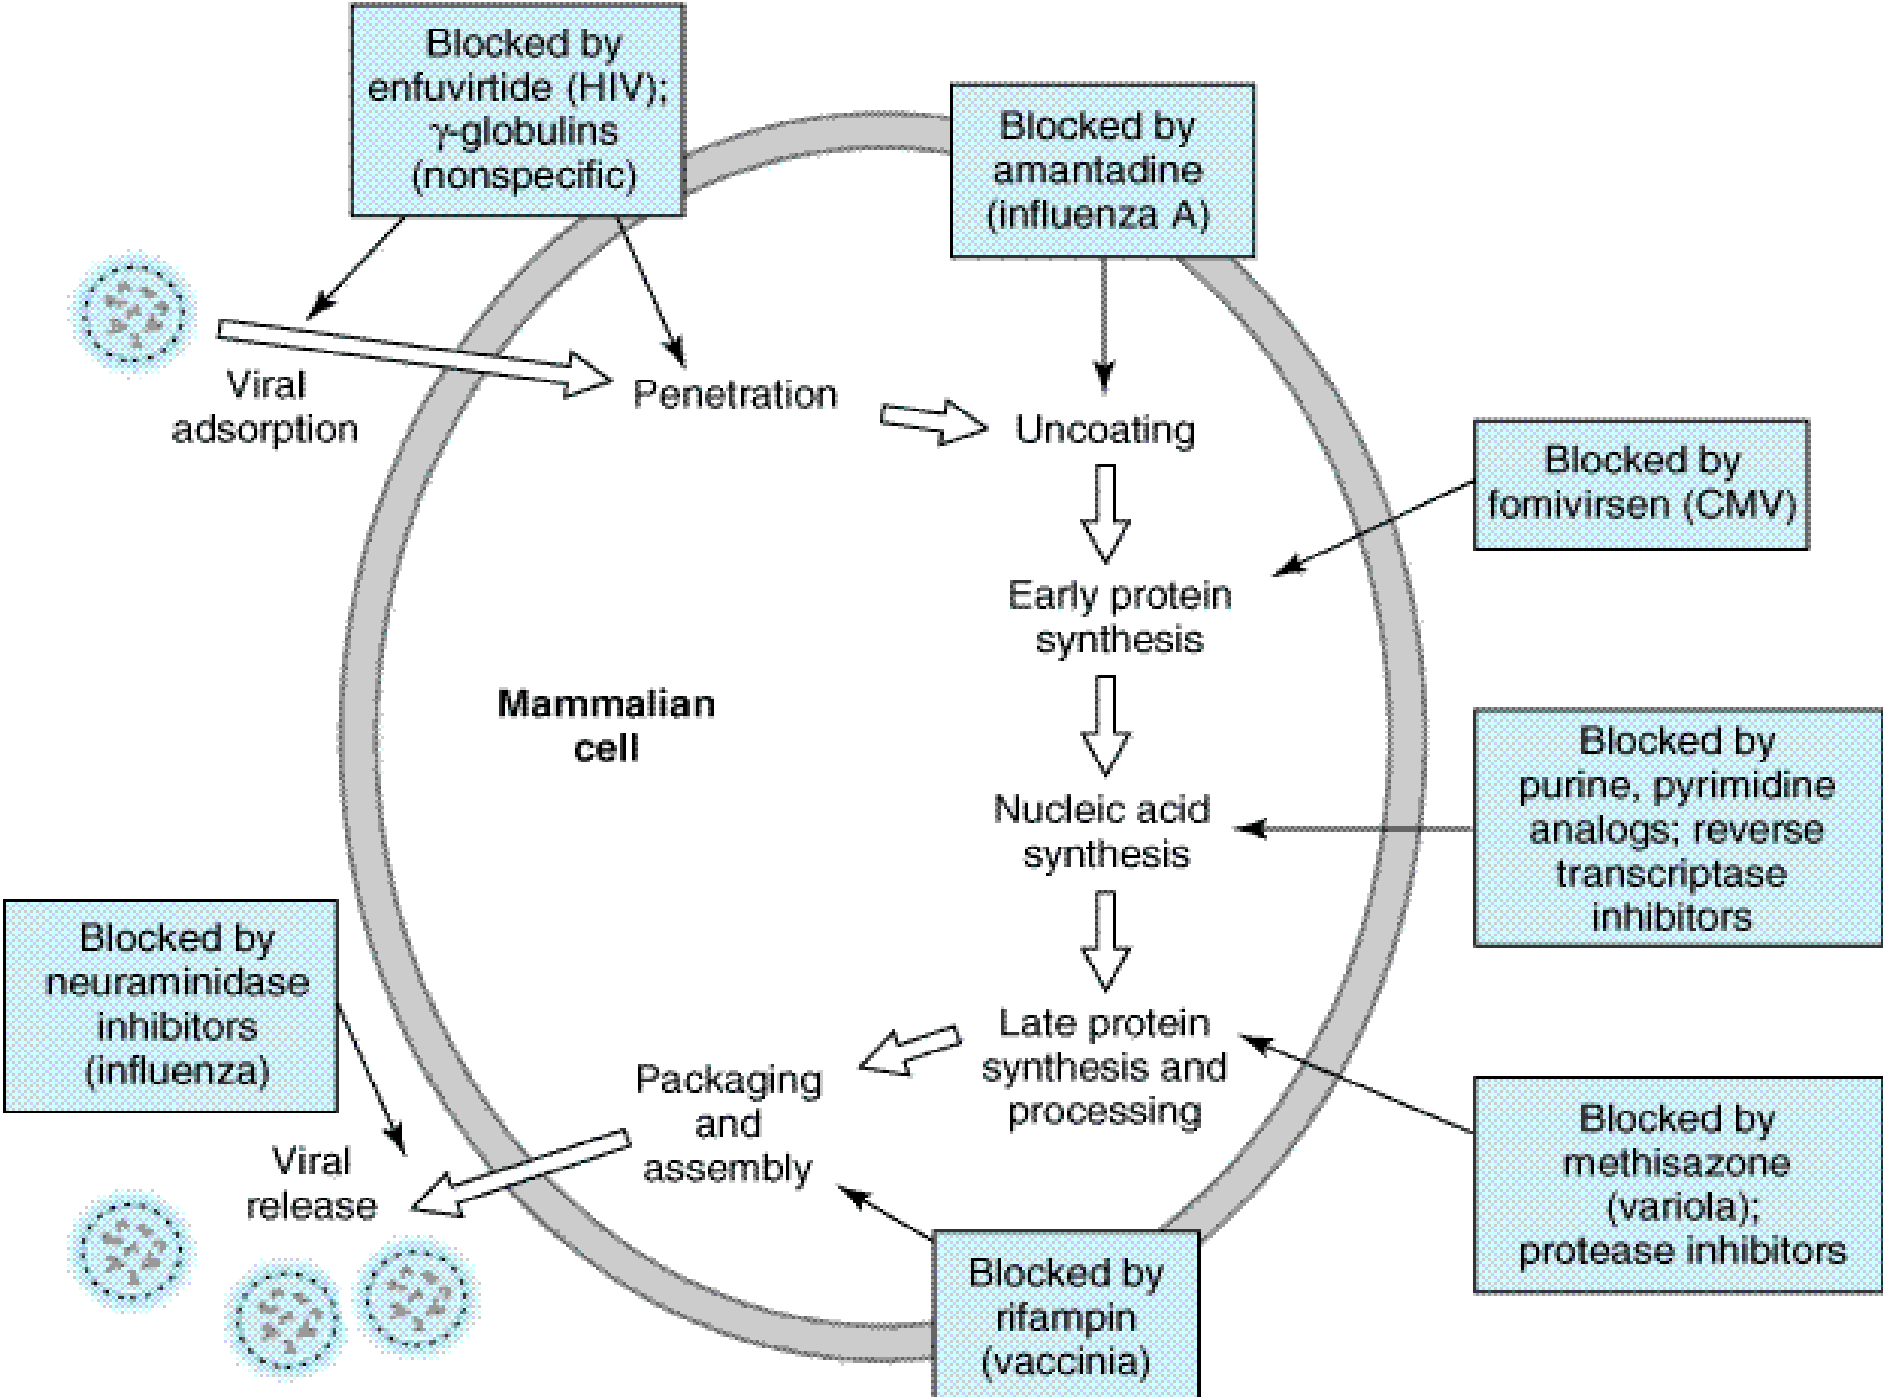 Blocked by
enfuvirtide (HIV);
γ-globulins
(nonspecific)
Blocked by
amantadine
(influenza A)
Viral
adsorption
Penetration
Uncoating
Blocked by
fomivirsen (CMV)
Early protein
synthesis
Mammalian
cell
Blocked by
purine, pyrimidine
analogs; reverse
transcriptase
inhibitors
Nucleic acid
synthesis
Blocked by
neuraminidase
inhibitors
(influenza)
Late protein
synthesis and
processing
Packaging
and
assembly
Blocked by
methisazone
(variola);
protease inhibitors
Viral
release
Blocked by
rifampin
(vaccinia)